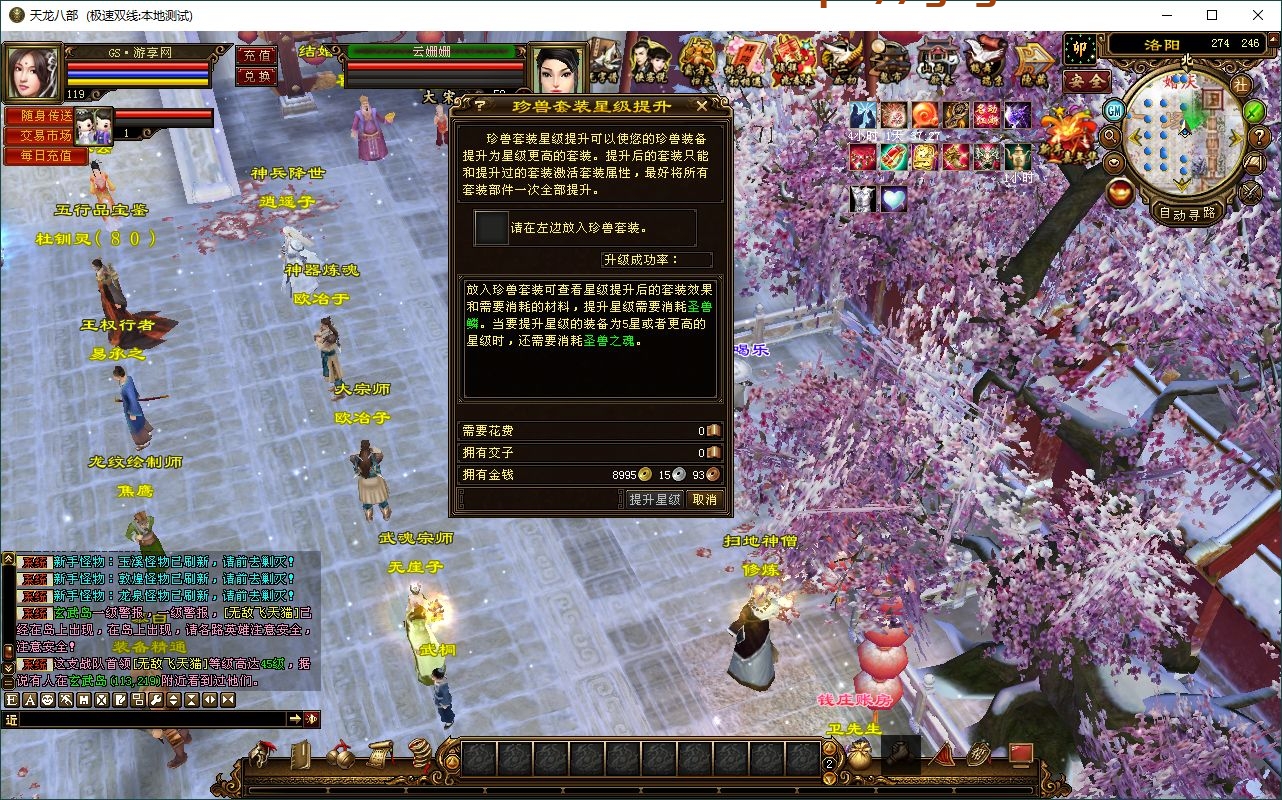 天龙八部 (极速双线:本地测试)
GS·游享网
充值
兑换
119
云姗姗
大宋
随身传送
交易市场
每日充值
1
洛阳 274 246
北
安全
GM
社
自动寻路
1小时
珍兽套装星级提升
珍兽套装星级提升可以使您的珍兽装备
提升为星级更高的套装。提升后的套装只能
和提升过的套装激活套装属性，最好将所有
套装部件一次全部提升。
请在左边放入珍兽套装。
升级成功率：
放入珍兽套装可查看星级提升后的套装效果
和需要消耗的材料，提升星级需要消耗圣兽
鳞。当要提升星级的装备为5星或者更高的
星级时，还需要消耗圣兽之魂。
需要花费 0
拥有交子 0
拥有金钱 8995 15 93
提升星级 取消
神兵降世
逍遥子
五行品宝鉴
杜钏灵(80)
神器炼魂
欧冶子
王权行者
易承之
大宗师
欧冶子
龙纹绘制师
焦鹰
武魂宗师
无崖子
扫地神僧
修炼
武桐
装备精通
钱庄账房
卫先生
喝乐
系统 新手怪物：玉溪怪物已刷新，请前去剿灭！
系统 新手怪物：敦煌怪物已刷新，请前去剿灭！
系统 新手怪物：龙泉怪物已刷新，请前去剿灭！
系统 玄武岛一级警报，一级警报，[无敌飞天猫]已
经在岛上出现，在岛上出现，请各路英雄注意安全，
注意安全！
系统 这支战队首领[无敌飞天猫]等级高达45级，据
说有人在玄武岛(113,219)附近看到过他们。
近
2